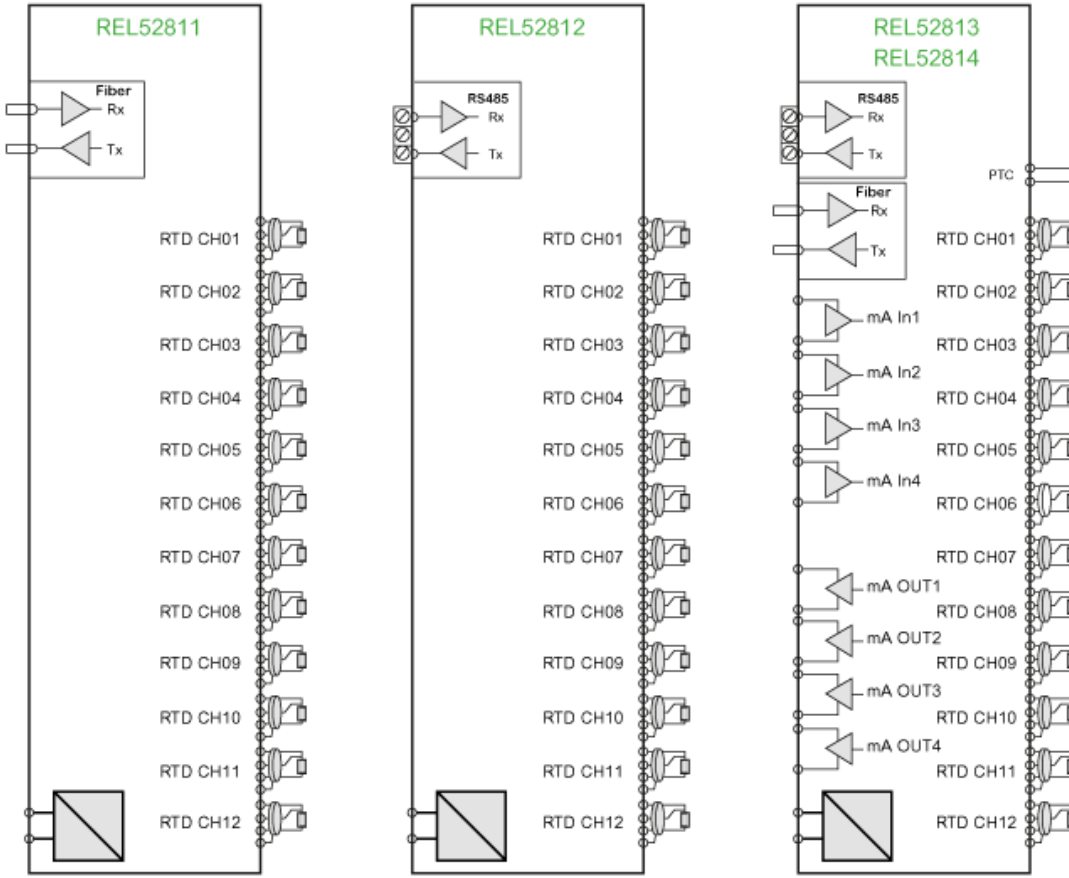 REL52811
Fiber
Rx
Tx
RTD CH01
RTD CH02
RTD CH03
RTD CH04
RTD CH05
RTD CH06
RTD CH07
RTD CH08
RTD CH09
RTD CH10
RTD CH11
RTD CH12
REL52812
RS485
Rx
Tx
RTD CH01
RTD CH02
RTD CH03
RTD CH04
RTD CH05
RTD CH06
RTD CH07
RTD CH08
RTD CH09
RTD CH10
RTD CH11
RTD CH12
REL52813
REL52814
RS485
Rx
Tx
Fiber
Rx
Tx
mA In1
mA In2
mA In3
mA In4
mA OUT1
mA OUT2
mA OUT3
mA OUT4
PTC
RTD CH01
RTD CH02
RTD CH03
RTD CH04
RTD CH05
RTD CH06
RTD CH07
RTD CH08
RTD CH09
RTD CH10
RTD CH11
RTD CH12